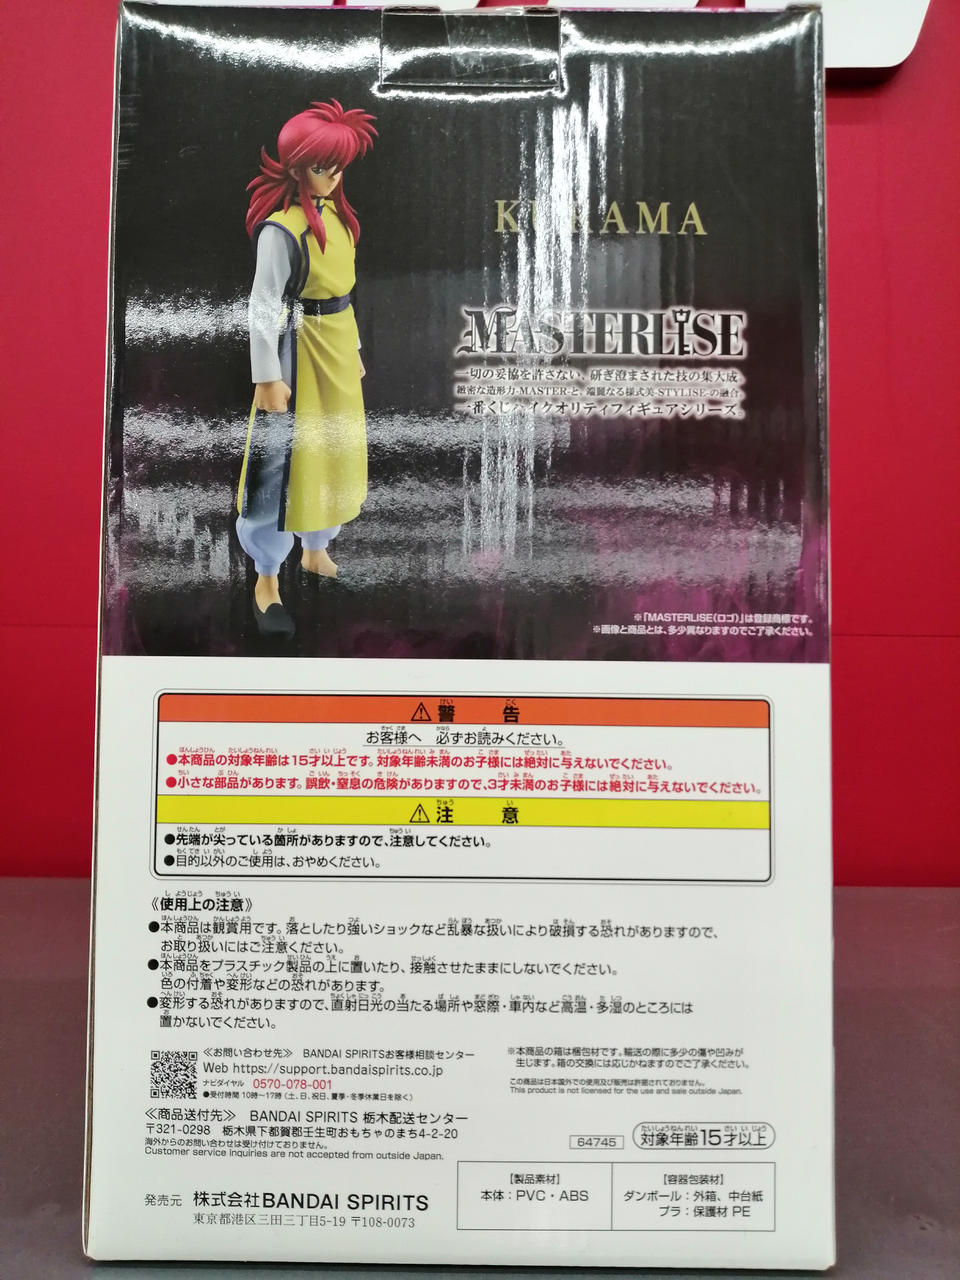 KURAMA
MASTERLISE
一切の妥協を許さない、研ぎ澄まされた技の集大成
緻密な造形力-MASTER-と、端麗なる様式美-STYLISE-の融合
一番くじハイクオリティフィギュアシリーズ。
※「MASTERLISE(ロゴ)」は登録商標です。
※画像と商品とは、多少異なりますのでご了承ください。
⚠警告
お客様へ 必ずお読みください。
●本商品の対象年齢は15才以上です。対象年齢未満のお子様には絶対に与えないでください。
●小さな部品があります。誤飲・窒息の危険がありますので、3才未満のお子様には絶対に与えないでください。
⚠注意
●先端が尖っている箇所がありますので、注意してください。
●目的以外のご使用は、おやめください。
《使用上の注意》
●本商品は観賞用です。落としたり強いショックなど乱暴な扱いにより破損する恐れがありますので、
お取り扱いにはご注意ください。
●本商品をプラスチック製品の上に置いたり、接触させたままにしないでください。
色の付着や変形などの恐れがあります。
●変形する恐れがありますので、直射日光の当たる場所や窓際・車内など高温・多湿のところには
置かないでください。
≪お問い合わせ先≫ BANDAI SPIRITSお客様相談センター
Web https://support.bandaispirits.co.jp
ナビダイヤル 0570-078-001
●受付時間 10時~17時(土、日、祝日、夏季・冬季休業日を除く)
※本商品の箱は梱包材です。輸送の際に多少の傷や凹みが
生じます。箱の交換には応じかねますのでご了承ください。
この商品は日本国外での使用及び販売は許諾されておりません。
This product is not licensed for the use and sale outside Japan.
≪商品送付先≫ BANDAI SPIRITS 栃木配送センター
〒321-0298 栃木県下都賀郡壬生町おもちゃのまち4-2-20
海外からのお問い合わせは受け付けておりません。
Customer service inquiries are not accepted from outside Japan.
64745
対象年齢15才以上
発売元 株式会社BANDAI SPIRITS
東京都港区三田三丁目5-19 〒108-0073
【製品素材】
本体:PVC・ABS
【容器包装材】
ダンボール:外箱、中台紙
プラ:保護材 PE